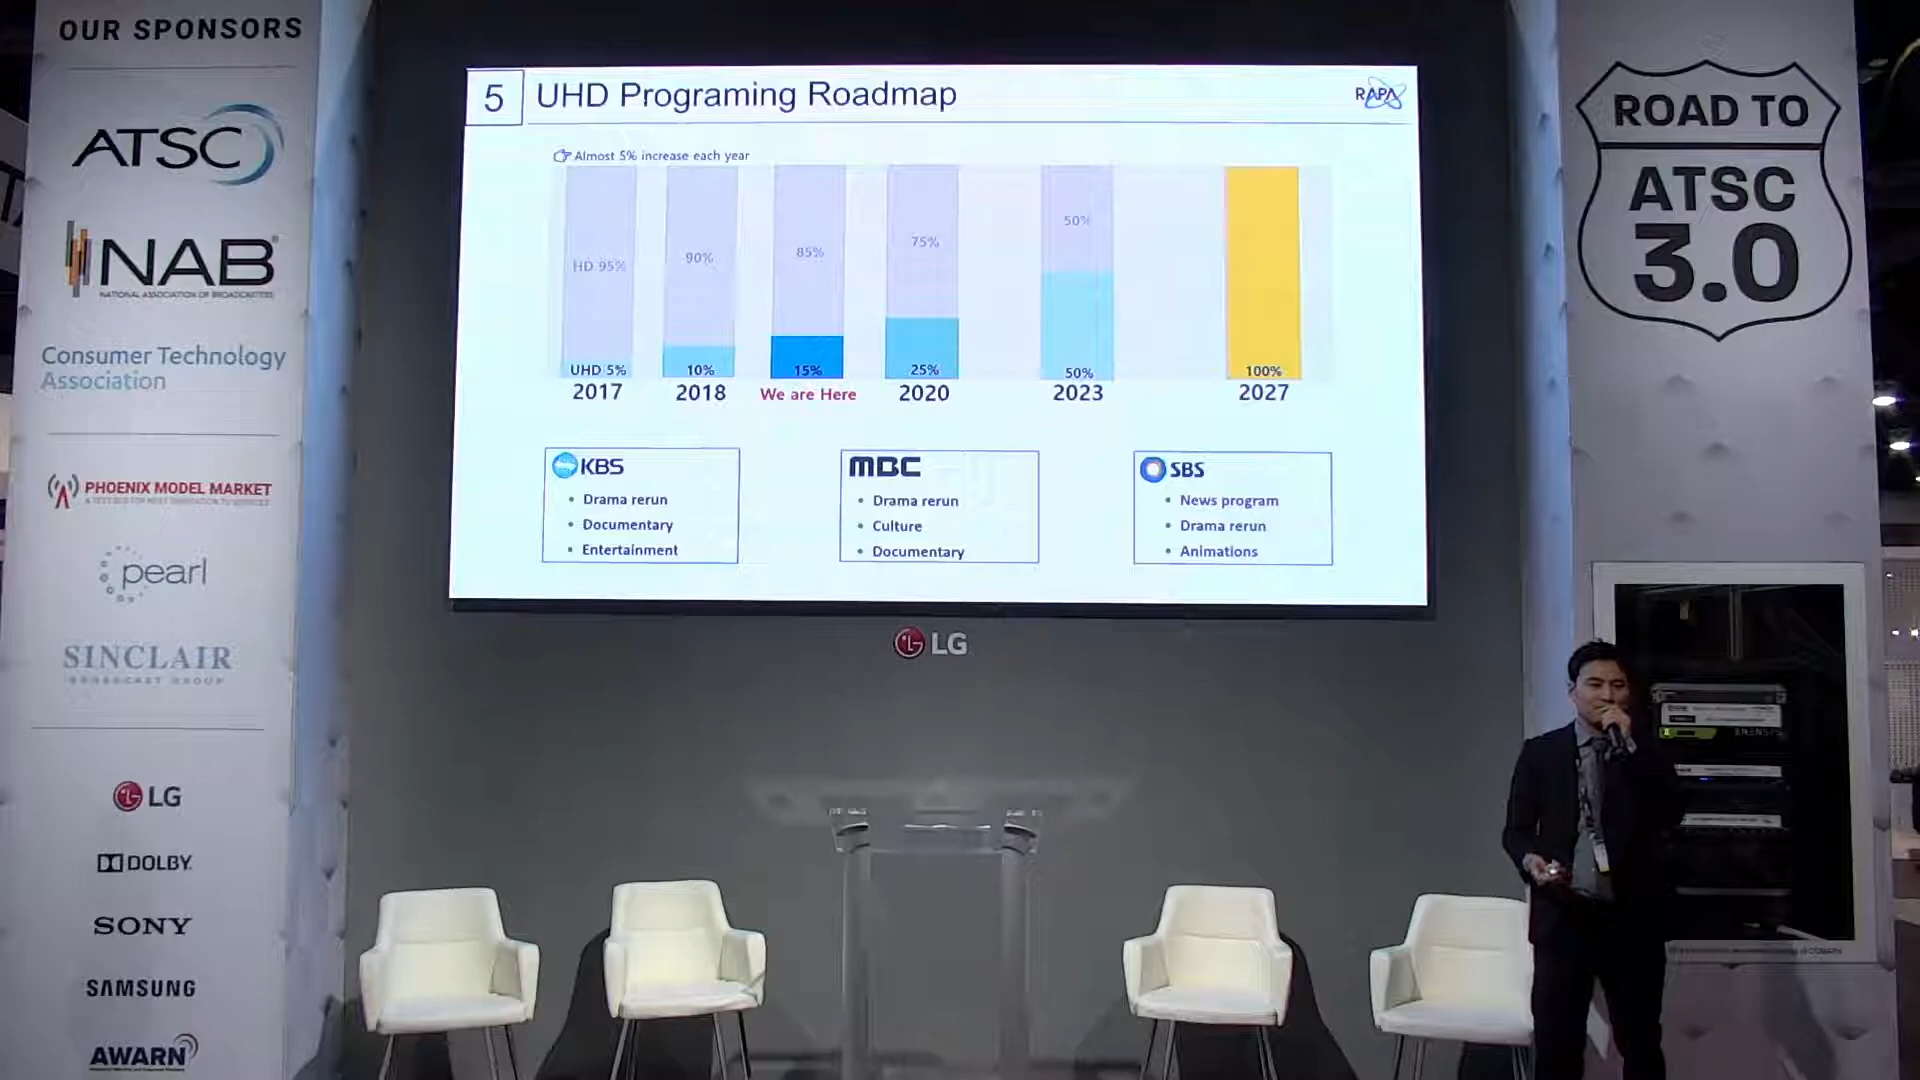 OUR SPONSORS
ATSC
NAB
NATIONAL ASSOCIATION OF BROADCASTERS
Consumer Technology
Association
PHOENIX MODEL MARKET
pearl
SINCLAIR
BROADCAST GROUP
LG
DOLBY
SONY
SAMSUNG
AWARN
5
UHD Programing Roadmap
RAPA
Almost 5% increase each year
HD 95%
90%
85%
75%
50%
UHD 5%
10%
15%
25%
50%
100%
2017
2018
We are Here
2020
2023
2027
KBS
• Drama rerun
• Documentary
• Entertainment
MBC
• Drama rerun
• Culture
• Documentary
SBS
• News program
• Drama rerun
• Animations
LG
ROAD TO
ATSC
3.0
ENENSYS